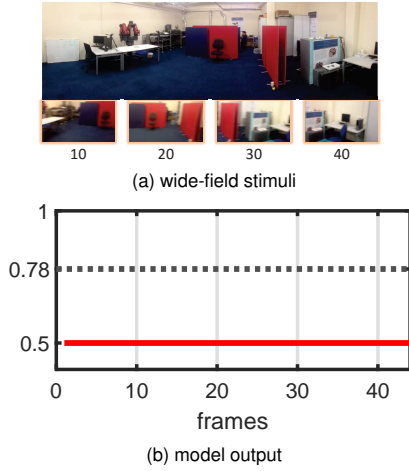 10 20 30 40
(a) wide-field stimuli
1
0.78
0.5
0 10 20 30 40
frames
(b) model output